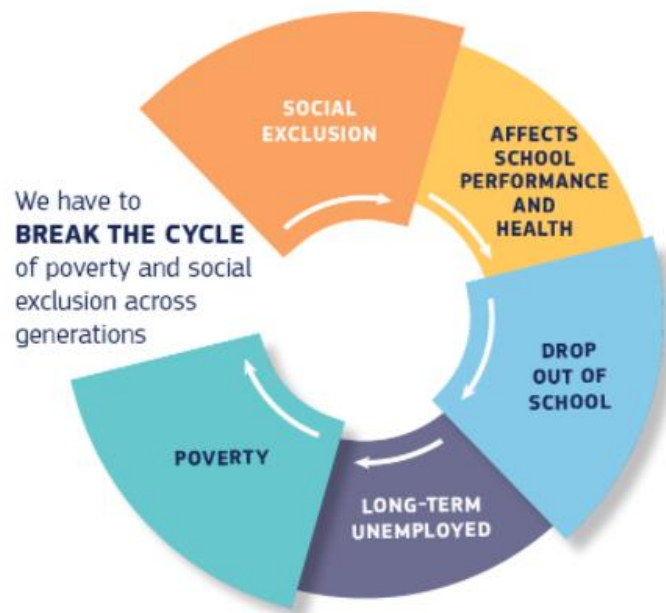 We have to
BREAK THE CYCLE
of poverty and social
exclusion across
generations
SOCIAL
EXCLUSION
AFFECTS
SCHOOL
PERFORMANCE
AND
HEALTH
DROP
OUT OF
SCHOOL
LONG-TERM
UNEMPLOYED
POVERTY